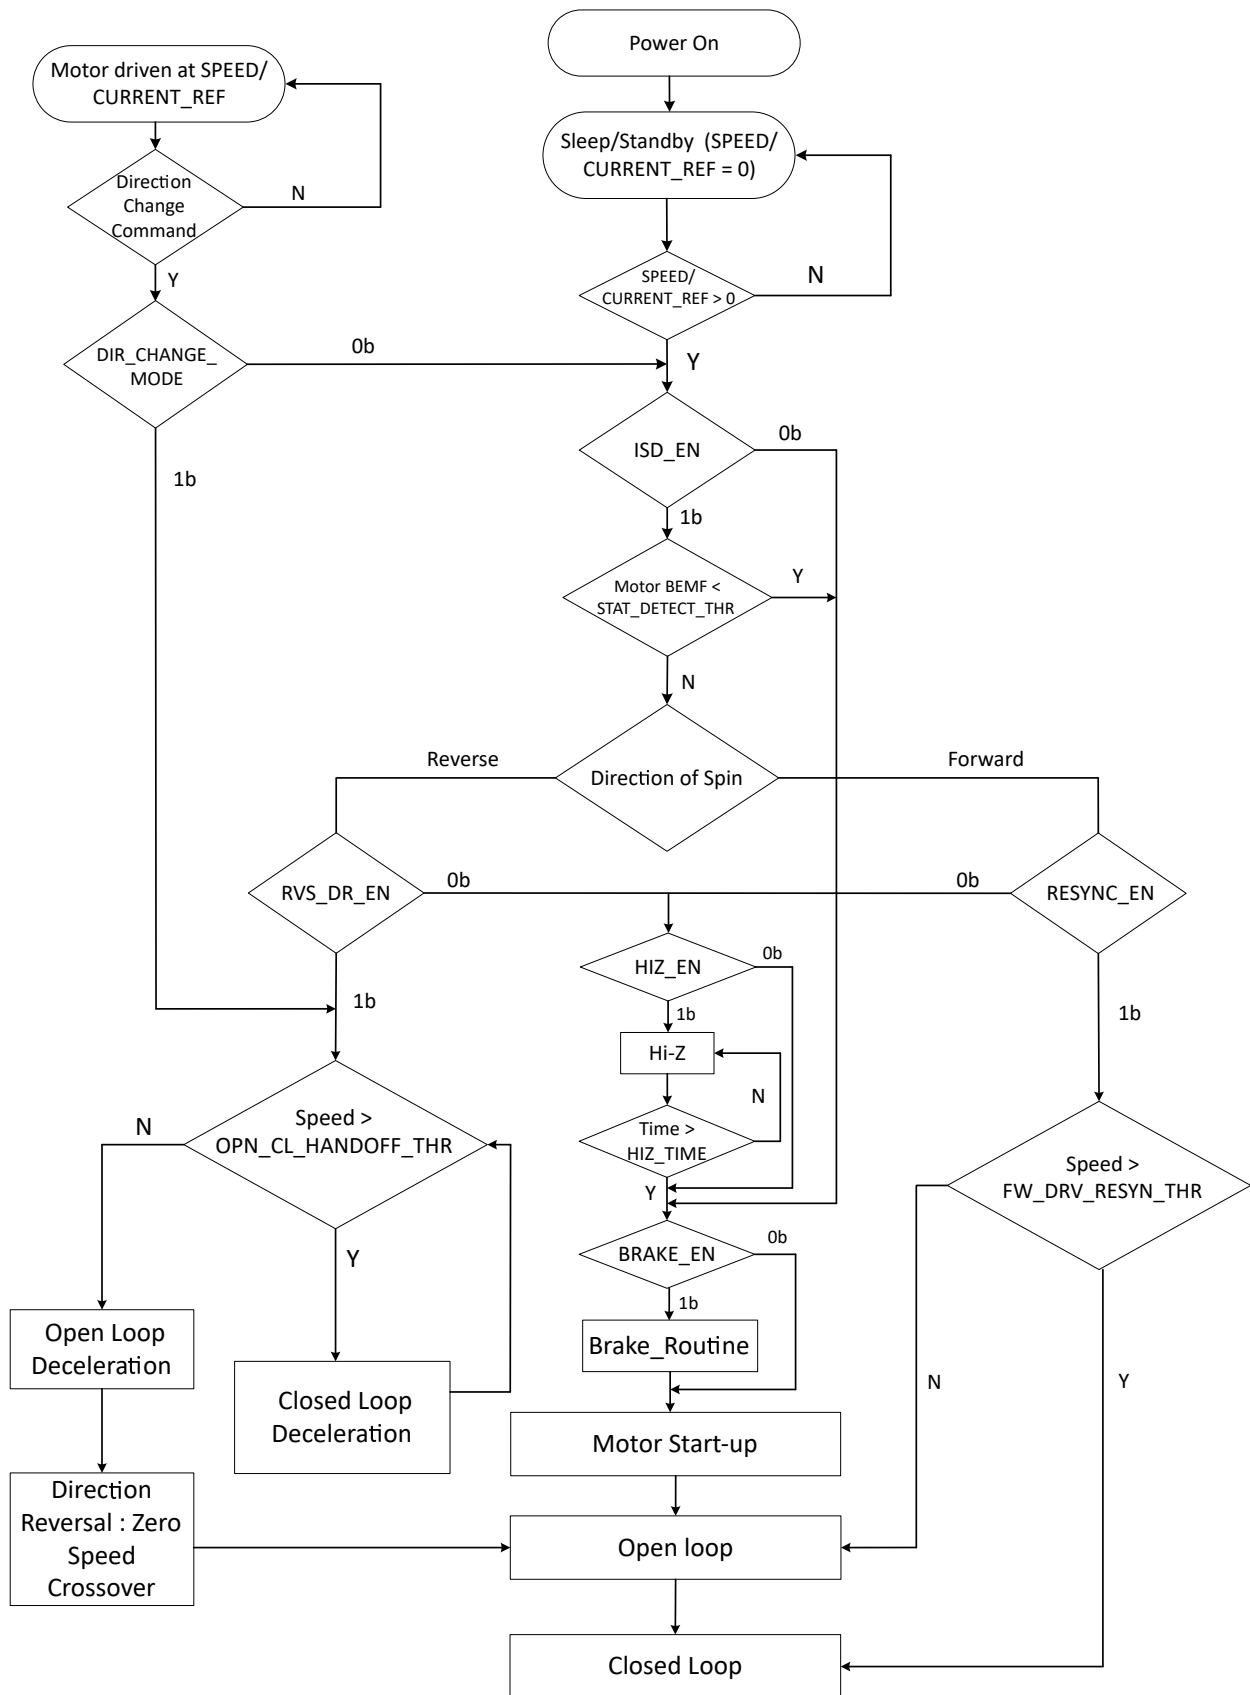 Power On
Motor driven at SPEED/
CURRENT_REF
Sleep/Standby (SPEED/
CURRENT_REF = 0)
Direction
Change
Command
N
Y
SPEED/
CURRENT_REF > 0
N
Y
DIR_CHANGE_
MODE
0b
1b
ISD_EN
0b
1b
Motor BEMF <
STAT_DETECT_THR
Y
N
Reverse
Direction of Spin
Forward
RVS_DR_EN
0b
0b
RESYNC_EN
1b
1b
HIZ_EN
0b
1b
Hi-Z
N
Time >
HIZ_TIME
Y
Speed >
OPN_CL_HANDOFF_THR
N
Y
Speed >
FW_DRV_RESYN_THR
N
Y
BRAKE_EN
0b
1b
Brake_Routine
Open Loop
Deceleration
Closed Loop
Deceleration
Motor Start-up
Direction
Reversal : Zero
Speed
Crossover
Open loop
Closed Loop